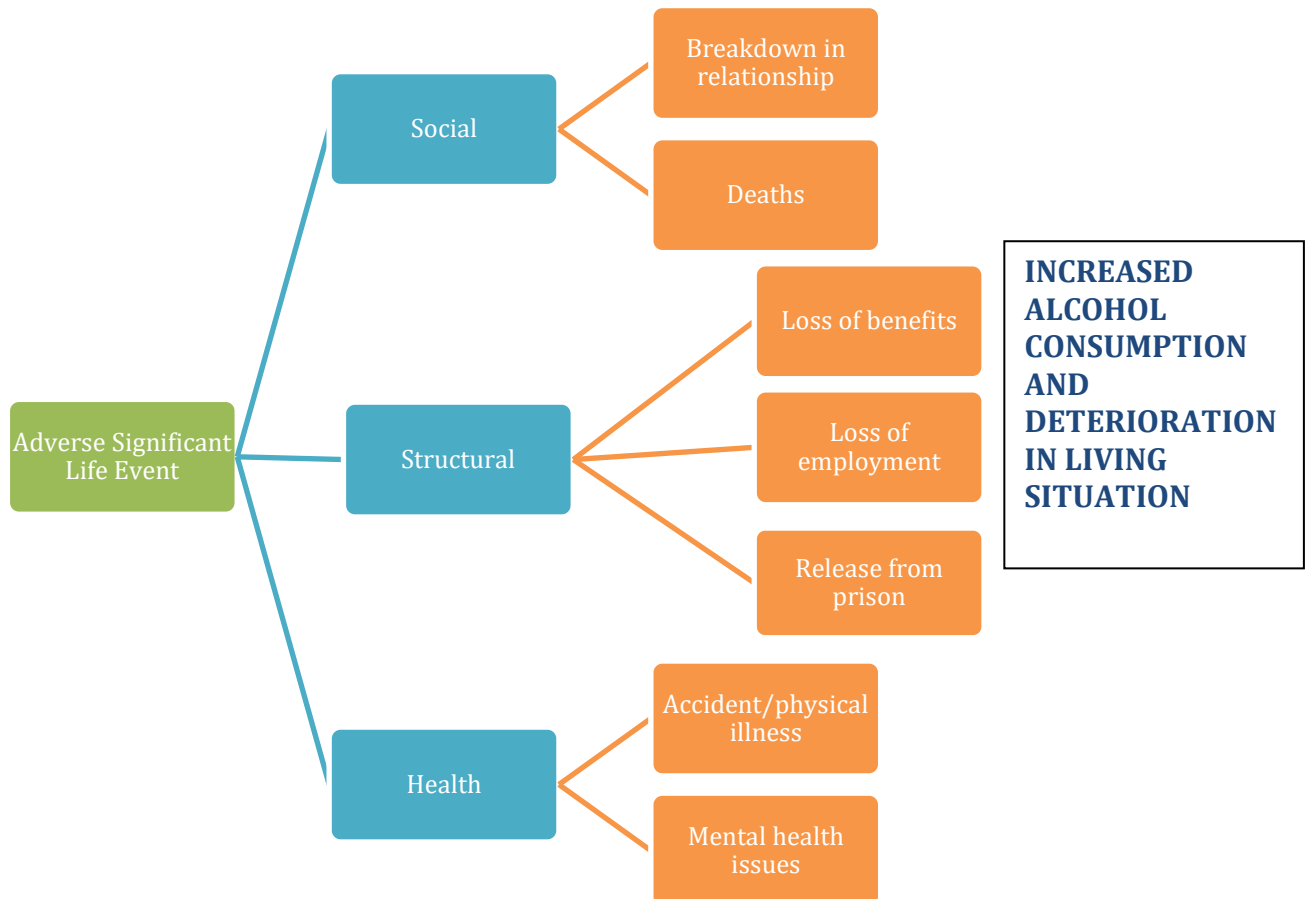 Breakdown in
relationship
Social
Deaths
Loss of benefits
Adverse Significant
Life Event
Structural
Loss of
employment
Release from
prison
Accident/physical
illness
Health
Mental health
issues
INCREASED
ALCOHOL
CONSUMPTION
AND
DETERIORATION
IN LIVING
SITUATION